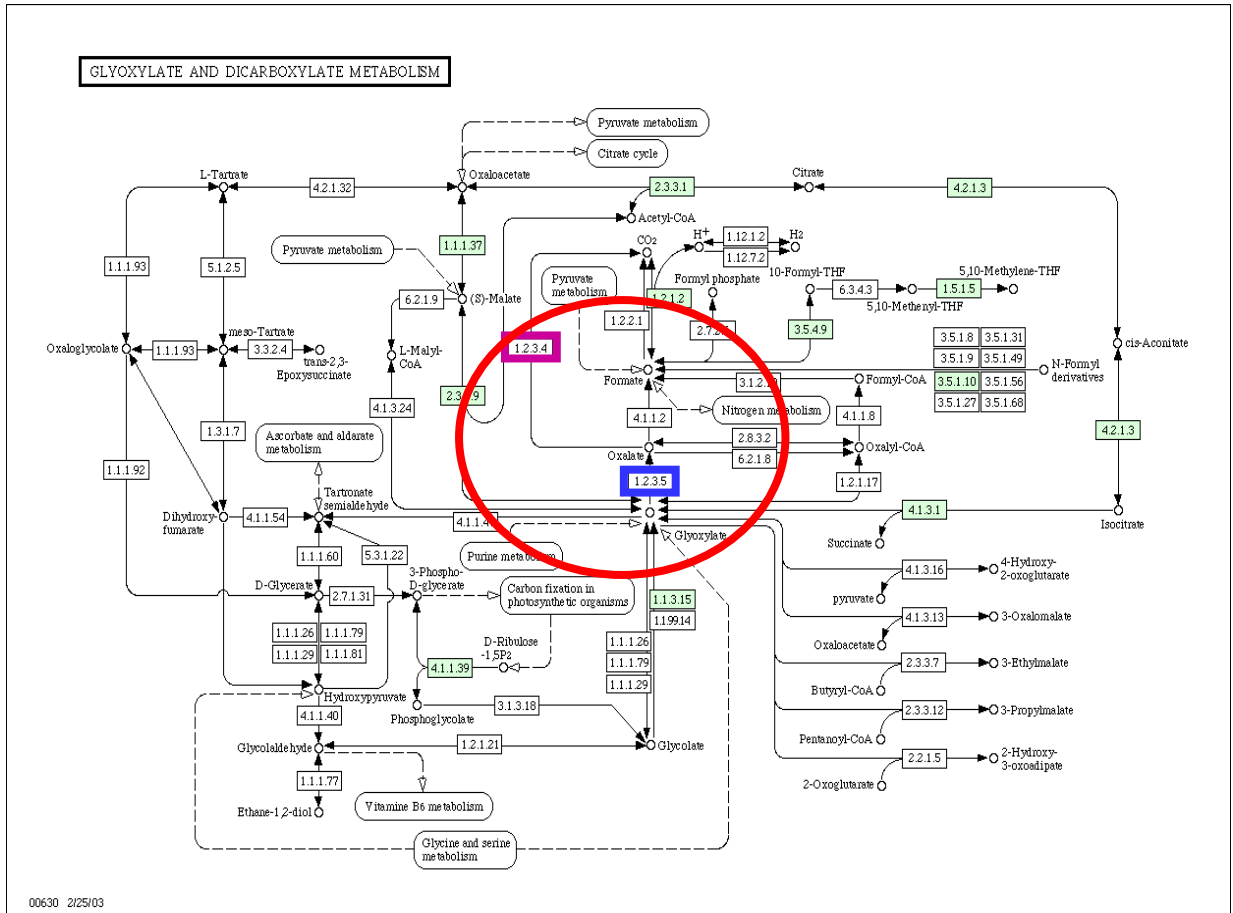 GLYOXYLATE AND DICARBOXYLATE METABOLISM
Pyruvate metabolism
Citrate cycle
L-Tartrate
4.2.1.32
Oxaloacetate
2.3.3.1
Citrate
4.2.1.3
Acetyl-CoA
1.1.1.37
Pyruvate metabolism
CO2
H+
1.12.1.2
H2
1.12.7.2
1.1.1.93
5.1.2.5
Pyruvate
metabolism
Formyl phosphate
10-Formyl-THF
5,10-Methylene-THF
6.2.1.9
(S)-Malate
1.2.1.2
6.3.4.3
1.5.1.5
5,10-Methenyl-THF
1.2.2.1
3.5.4.9
meso-Tartrate
Oxaloglycolate
1.1.1.93
3.3.2.4
trans-2,3-
Epoxysuccinate
L-Malyl-
CoA
1.2.3.4
3.5.1.8
3.5.1.31
3.5.1.9
3.5.1.49
3.5.1.10
3.5.1.56
3.5.1.27
3.5.1.68
N-Formyl
derivatives
cis-Aconitate
Formate
Formyl-CoA
4.1.3.24
Nitrogen metabolism
4.1.1.2
4.1.1.8
1.3.1.7
Ascorbate and aldarate
metabolism
4.2.1.3
1.1.1.92
Oxalate
2.8.3.2
6.2.1.8
Oxalyl-CoA
1.2.3.5
1.2.1.17
Tartronate
semialdehyde
Dihydroxy-
fumarate
4.1.1.54
Glyoxylate
4.1.3.1
Isocitrate
Succinate
Purine metabolism
1.1.1.60
5.3.1.22
D-Glycerate
2.7.1.31
3-Phospho-
D-glycerate
Carbon fixation in
photosynthetic organisms
1.1.3.15
1.1.99.14
4.1.3.16
4-Hydroxy-
2-oxoglutarate
pyruvate
4.1.3.13
3-Oxalomalate
Oxaloacetate
1.1.1.26
1.1.1.79
1.1.1.29
1.1.1.81
D-Ribulose
-1,5P2
4.1.1.39
1.1.1.26
1.1.1.79
1.1.1.29
2.3.3.7
3-Ethylmalate
Butyryl-CoA
Hydroxypyruvate
4.1.1.40
Phosphoglycolate
3.1.3.18
2.3.3.12
3-Propylmalate
Pentanoyl-CoA
Glycolaldehyde
1.2.1.21
Glycolate
2.2.1.5
2-Hydroxy-
3-oxoadipate
2-Oxoglutarate
1.1.1.77
Ethane-1,2-diol
Vitamine B6 metabolism
Glycine and serine
metabolism
00630 2/25/03